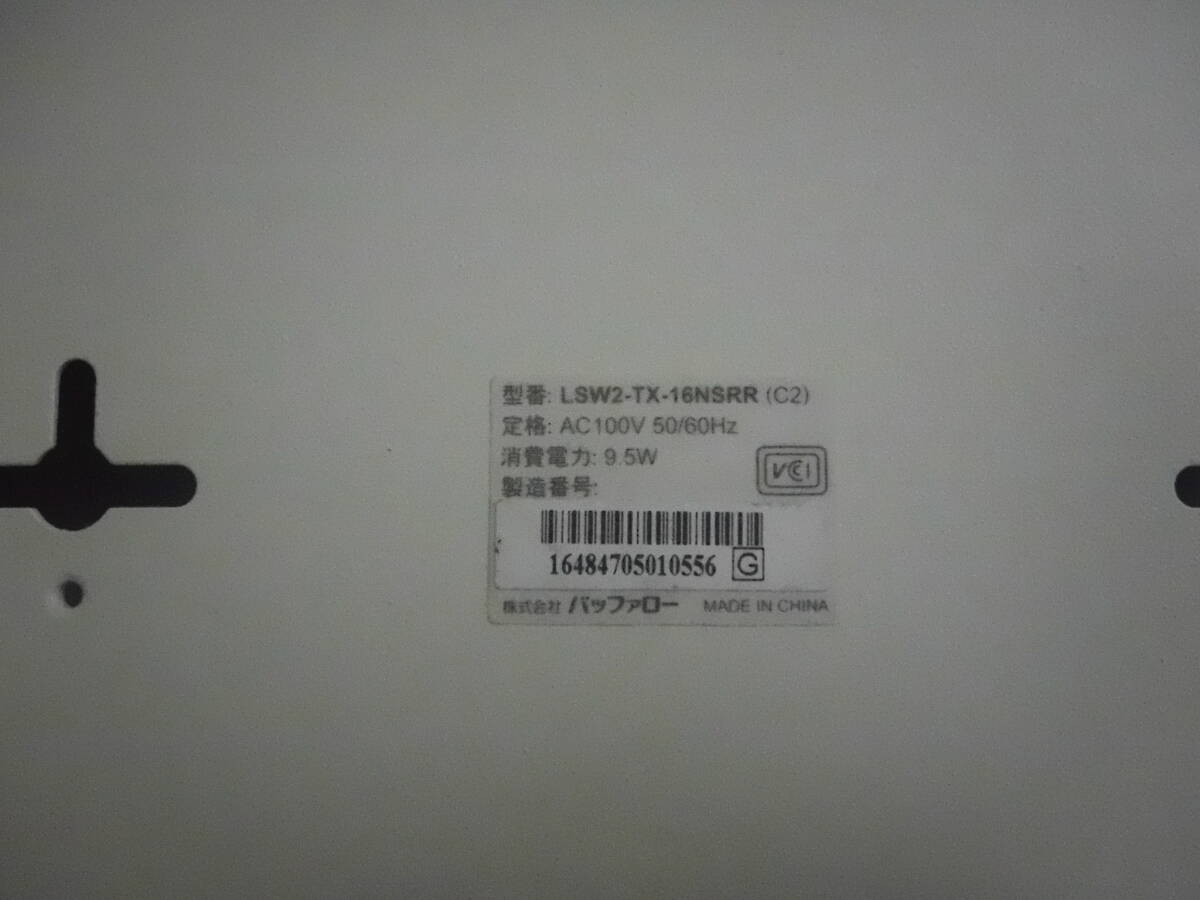 型番: LSW2-TX-16NSRR (C2)
定格: AC100V 50/60Hz
消費電力: 9.5W
VCI
製造番号:
16484705010556 G
株式会社 バッファロー MADE IN CHINA